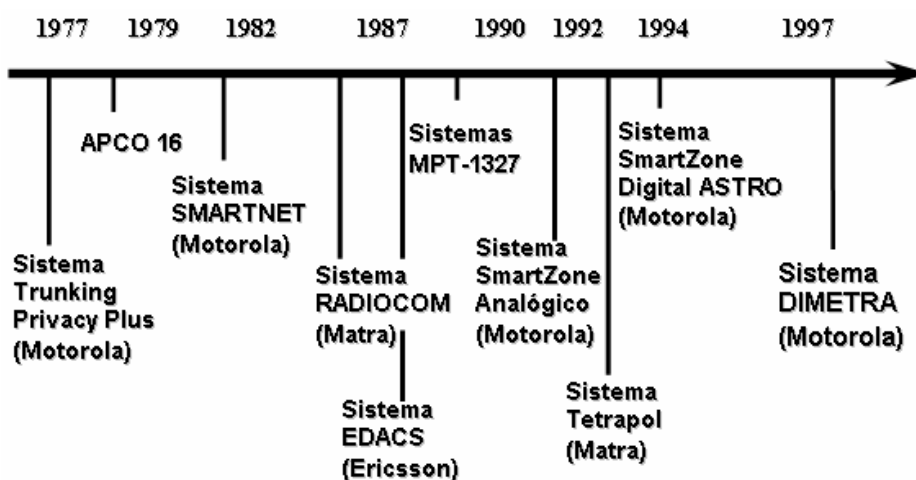 1977 1979 1982 1987 1990 1992 1994 1997
APCO 16
Sistema
SMARTNET
(Motorola)
Sistema
Trunking
Privacy Plus
(Motorola)
Sistema
RADIOCOM
(Matra)
Sistema
EDACS
(Ericsson)
Sistemas
MPT-1327
Sistema
SmartZone
Analógico
(Motorola)
Sistema
Tetrapol
(Matra)
Sistema
SmartZone
Digital ASTRO
(Motorola)
Sistema
DIMETRA
(Motorola)